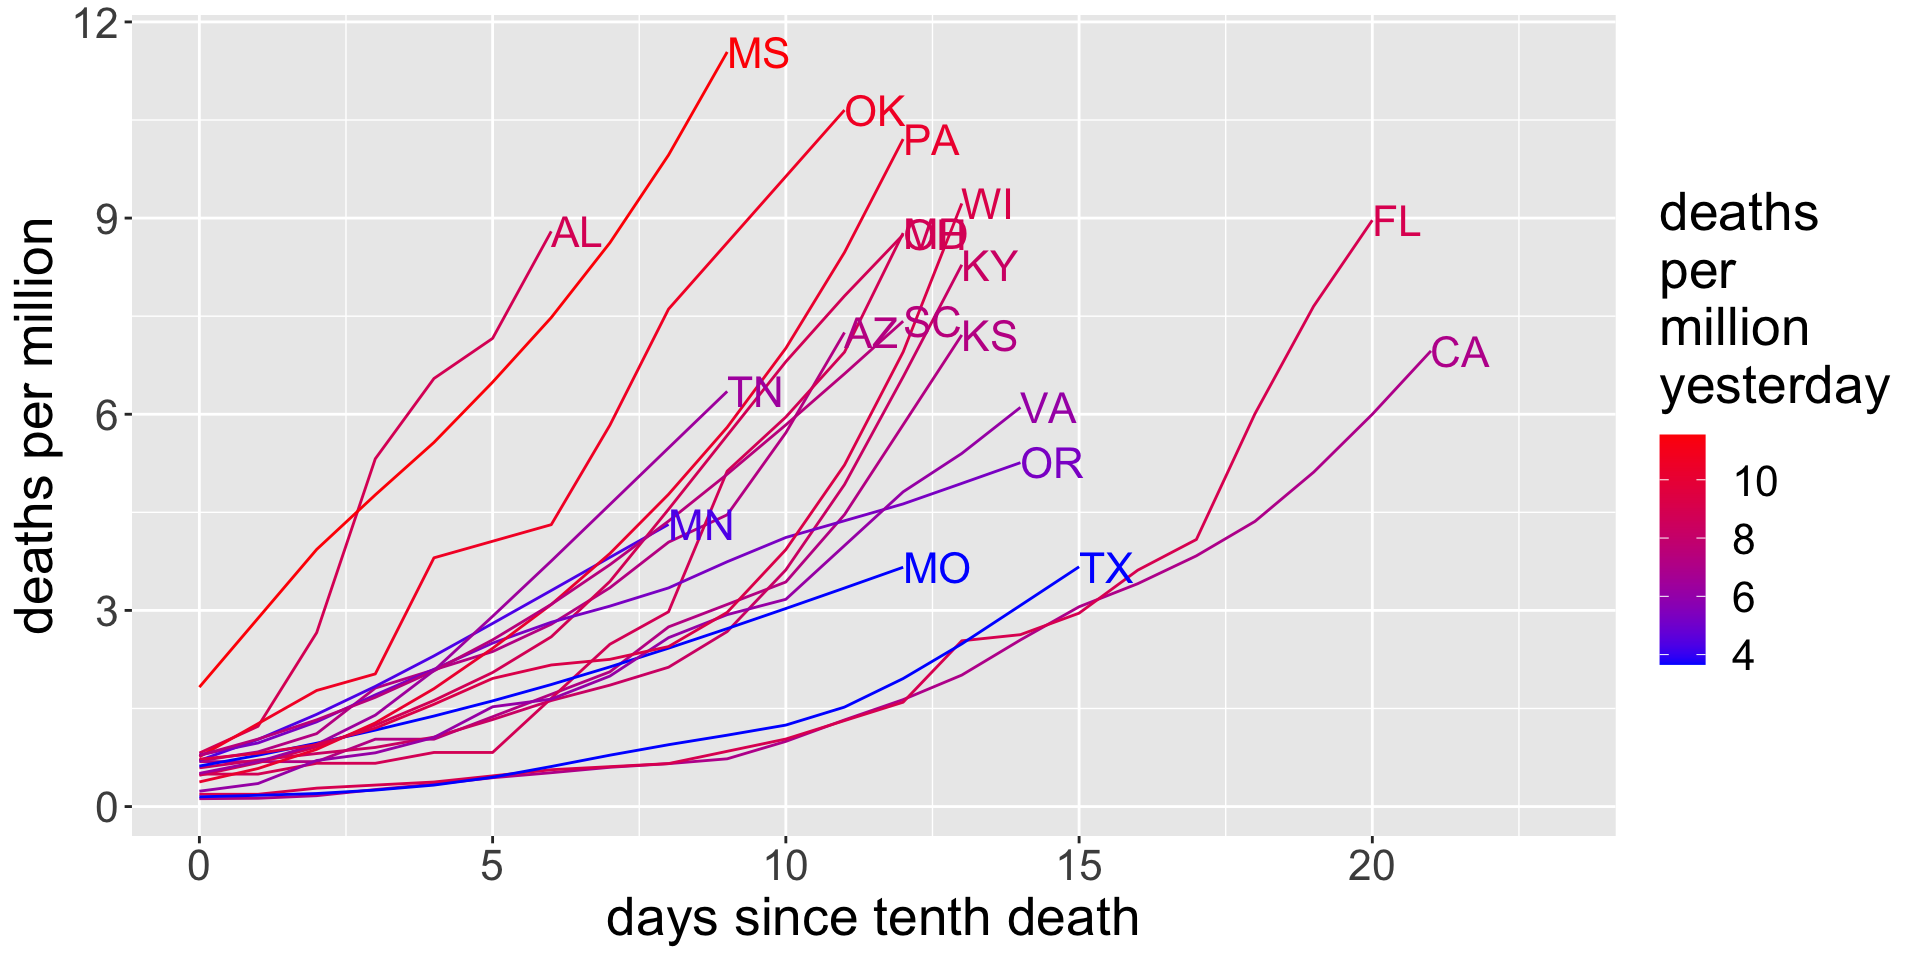 12
9
6
3
0
deaths per million
MS
OK
PA
WI
FL
AL
KY
SC
AZ
KS
CA
TN
VA
OR
MN
MO
TX
0
5
10
15
20
days since tenth death
deaths
per
million
yesterday
10
8
6
4